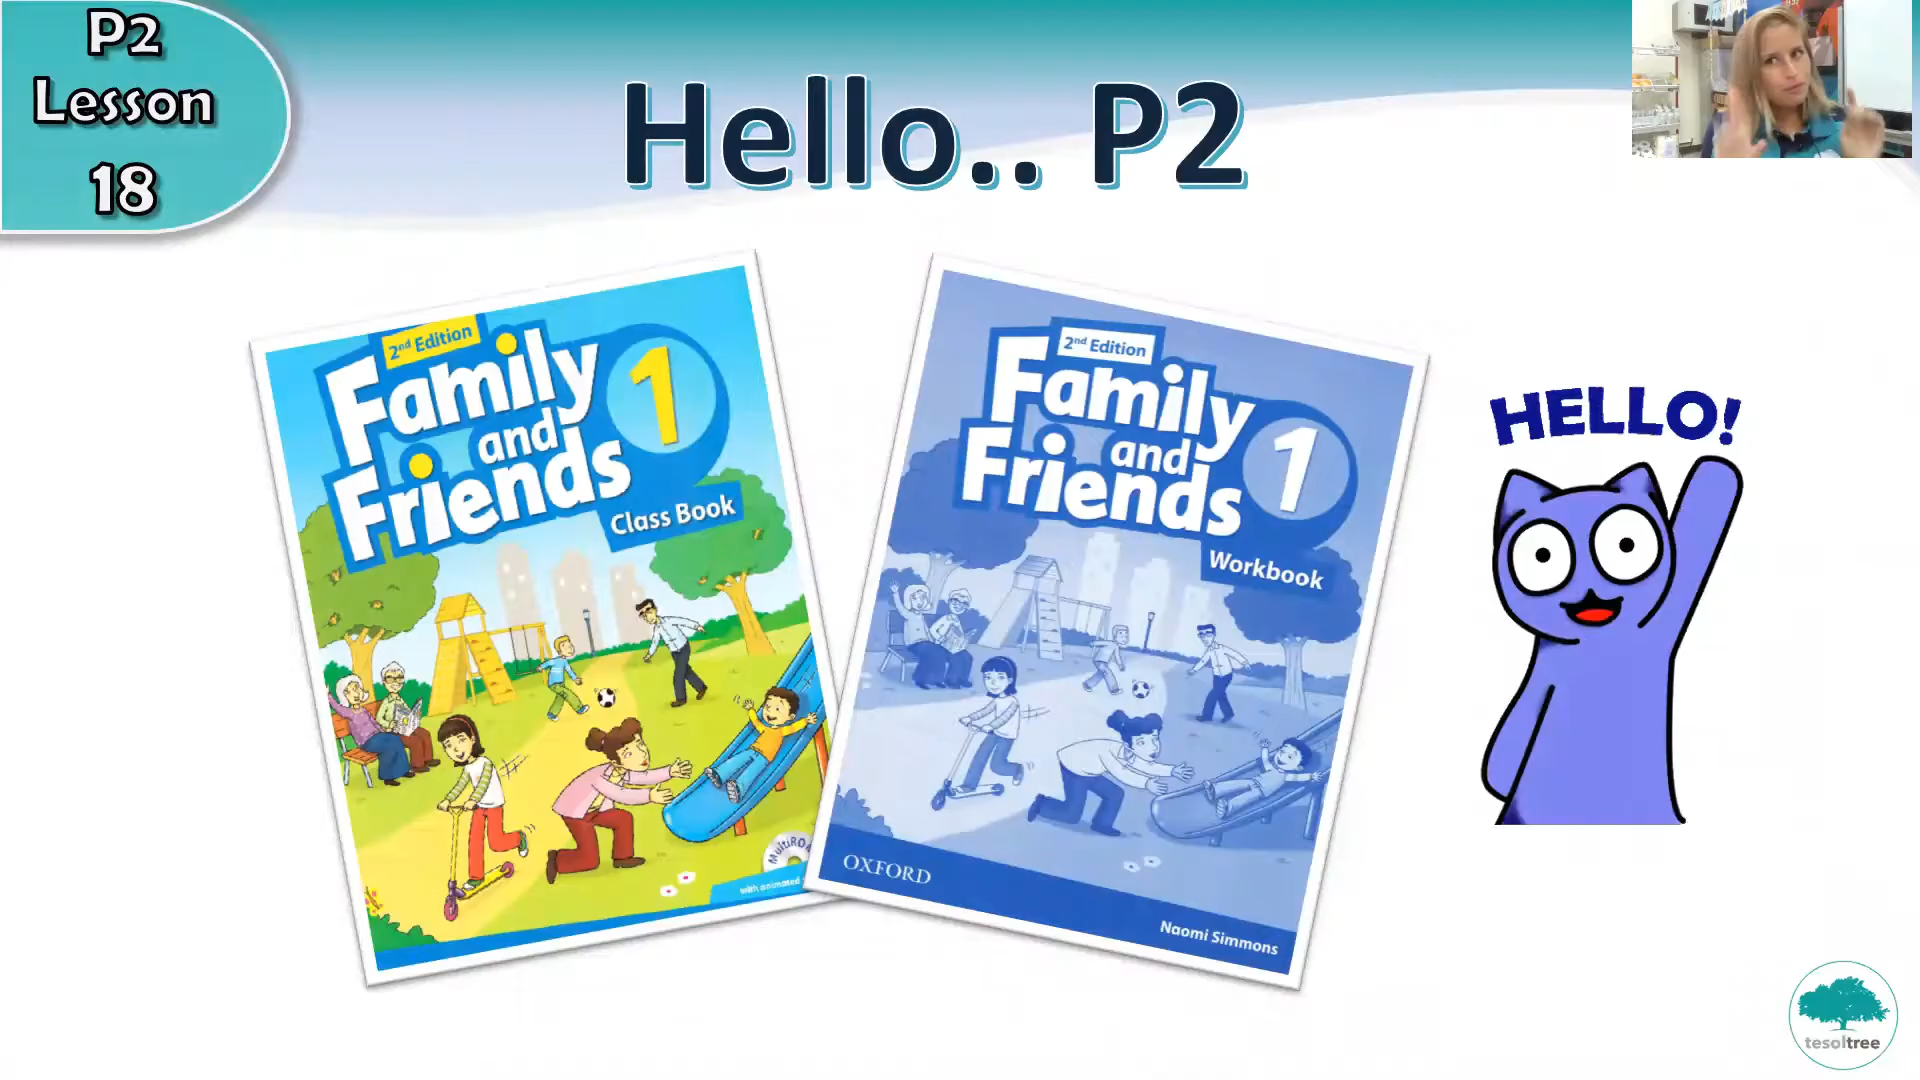 P2
Lesson
18
Hello.. P2
2nd Edition
Family
and
Friends
1
Class Book
MultiROM
with animated
2nd Edition
Family
and
Friends
1
Workbook
OXFORD
Naomi Simmons
HELLO!
tesoltree